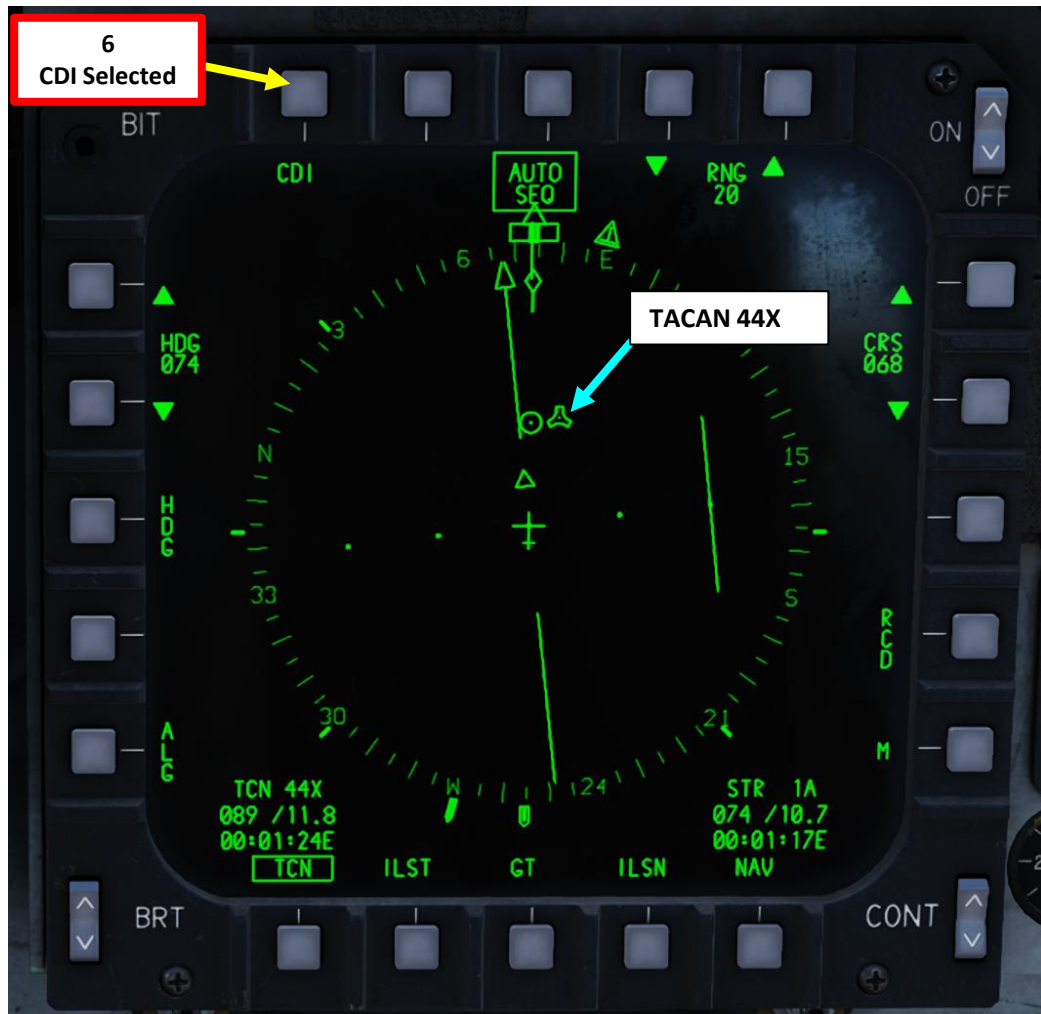 6
CDI Selected
BIT
ON
OFF
CDI
AUTO
SEQ
RNG
20
6
E
3
TACAN 44X
HDG
074
CRS
068
N
15
HDG
33
S
RCD
30
21
ALG
M
W
24
TCN 44X
089 /11.8
00:01:24E
STR 1A
074 /10.7
00:01:17E
TCN
ILST
GT
ILSN
NAV
BRT
CONT